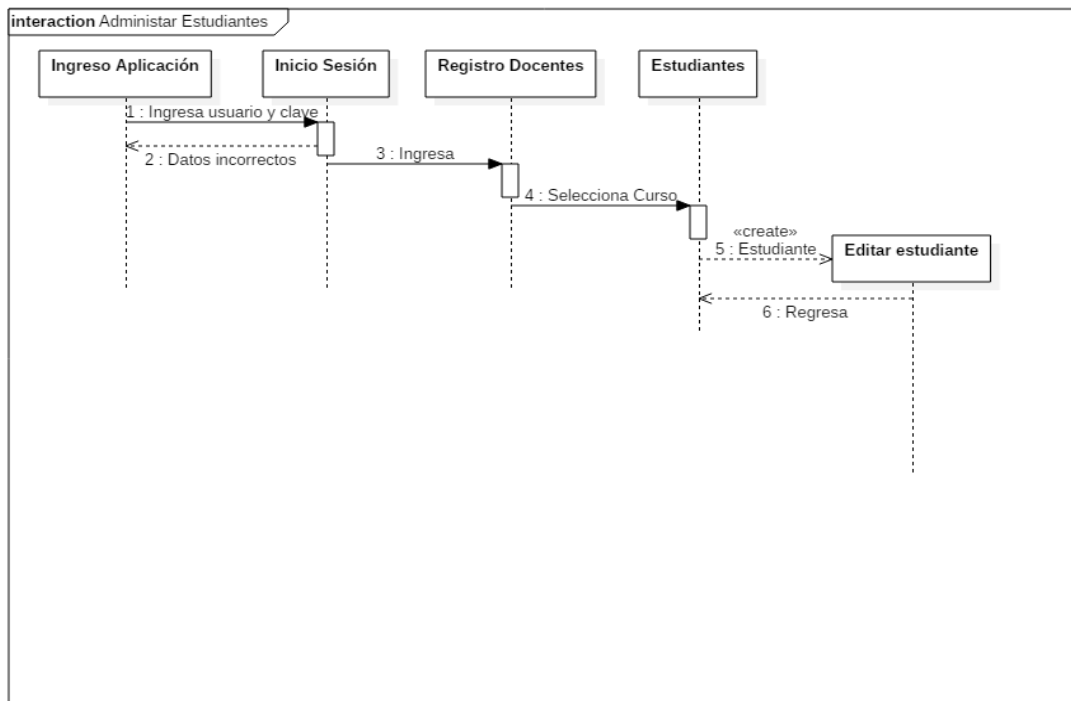 interaction Administar Estudiantes
Ingreso Aplicación
Inicio Sesión
Registro Docentes
Estudiantes
1 : Ingresa usuario y clave
2 : Datos incorrectos
3 : Ingresa
4 : Selecciona Curso
«create»
5 : Estudiante
Editar estudiante
6 : Regresa